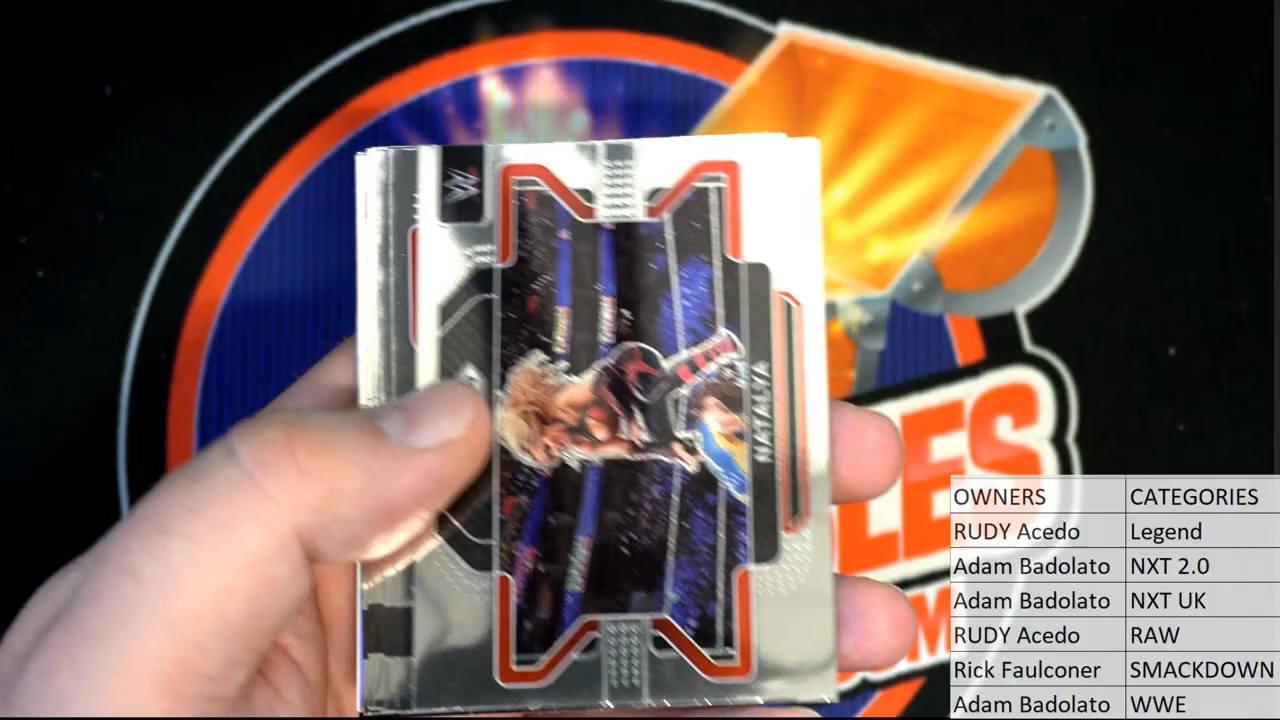 NATALYA
LES
M
OWNERS CATEGORIES
RUDY Acedo Legend
Adam Badolato NXT 2.0
Adam Badolato NXT UK
RUDY Acedo RAW
Rick Faulconer SMACKDOWN
Adam Badolato WWE